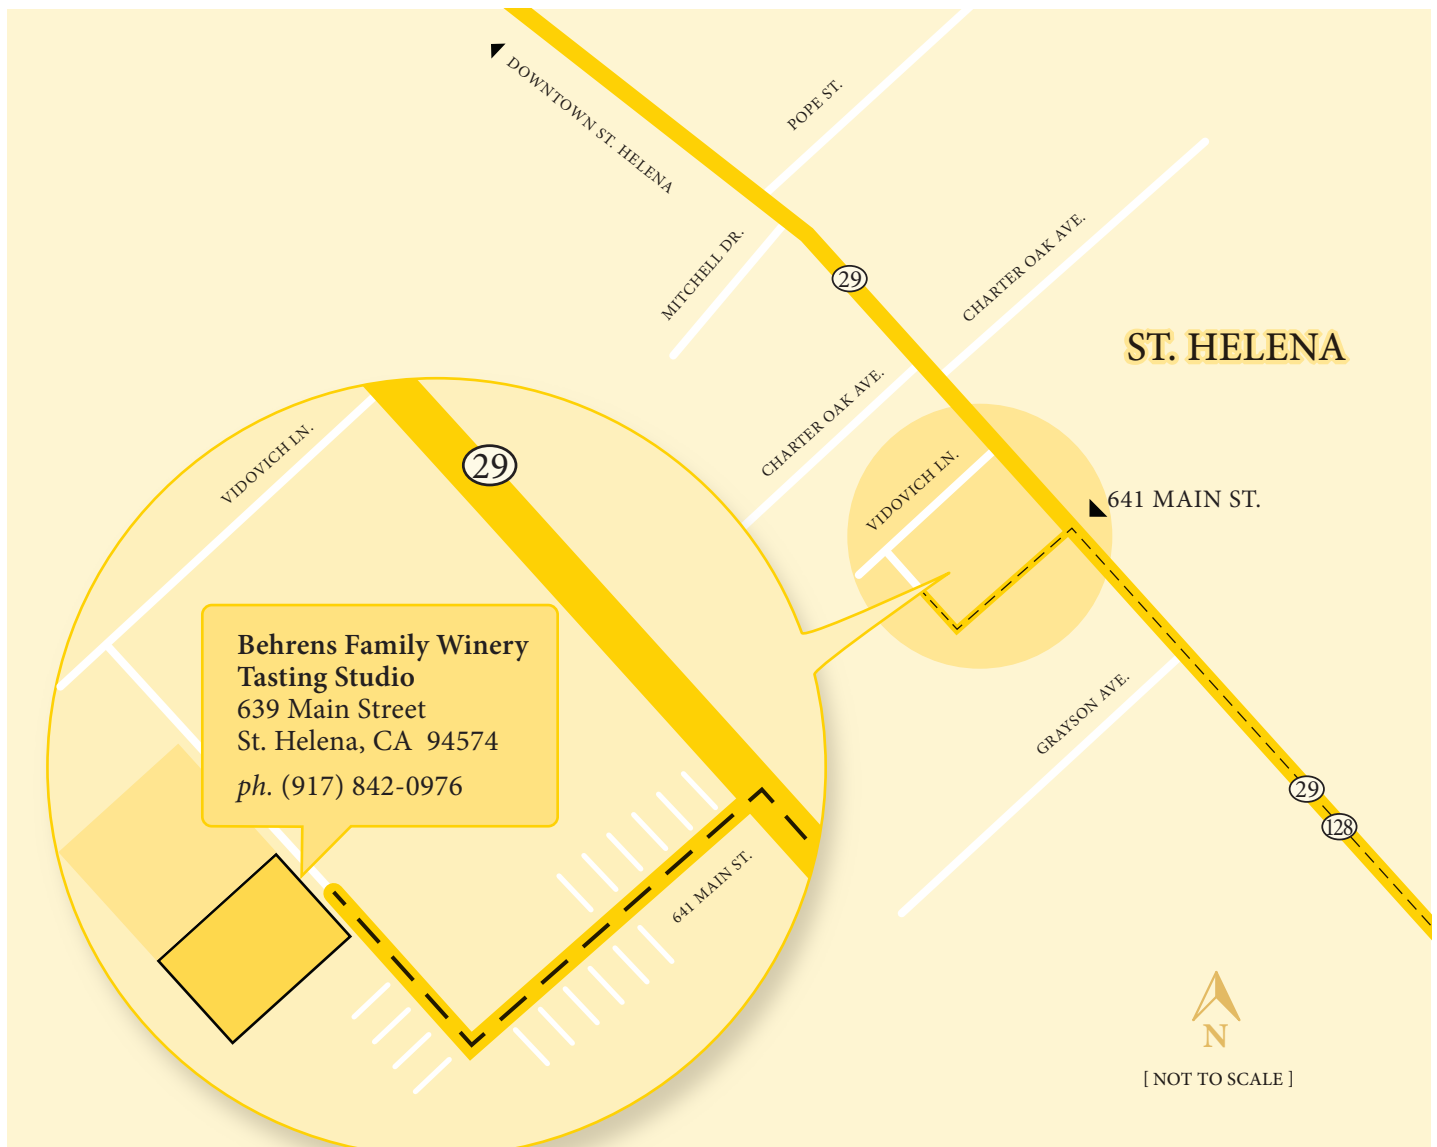 DOWNTOWN ST. HELENA
POPE ST.
MITCHELL DR.
29
CHARTER OAK AVE.
ST. HELENA
CHARTER OAK AVE.
VIDOVICH LN.
29
VIDOVICH LN.
641 MAIN ST.
Behrens Family Winery
Tasting Studio
639 Main Street
St. Helena, CA 94574
ph. (917) 842-0976
GRAYSON AVE.
29
128
641 MAIN ST.
N
[ NOT TO SCALE ]